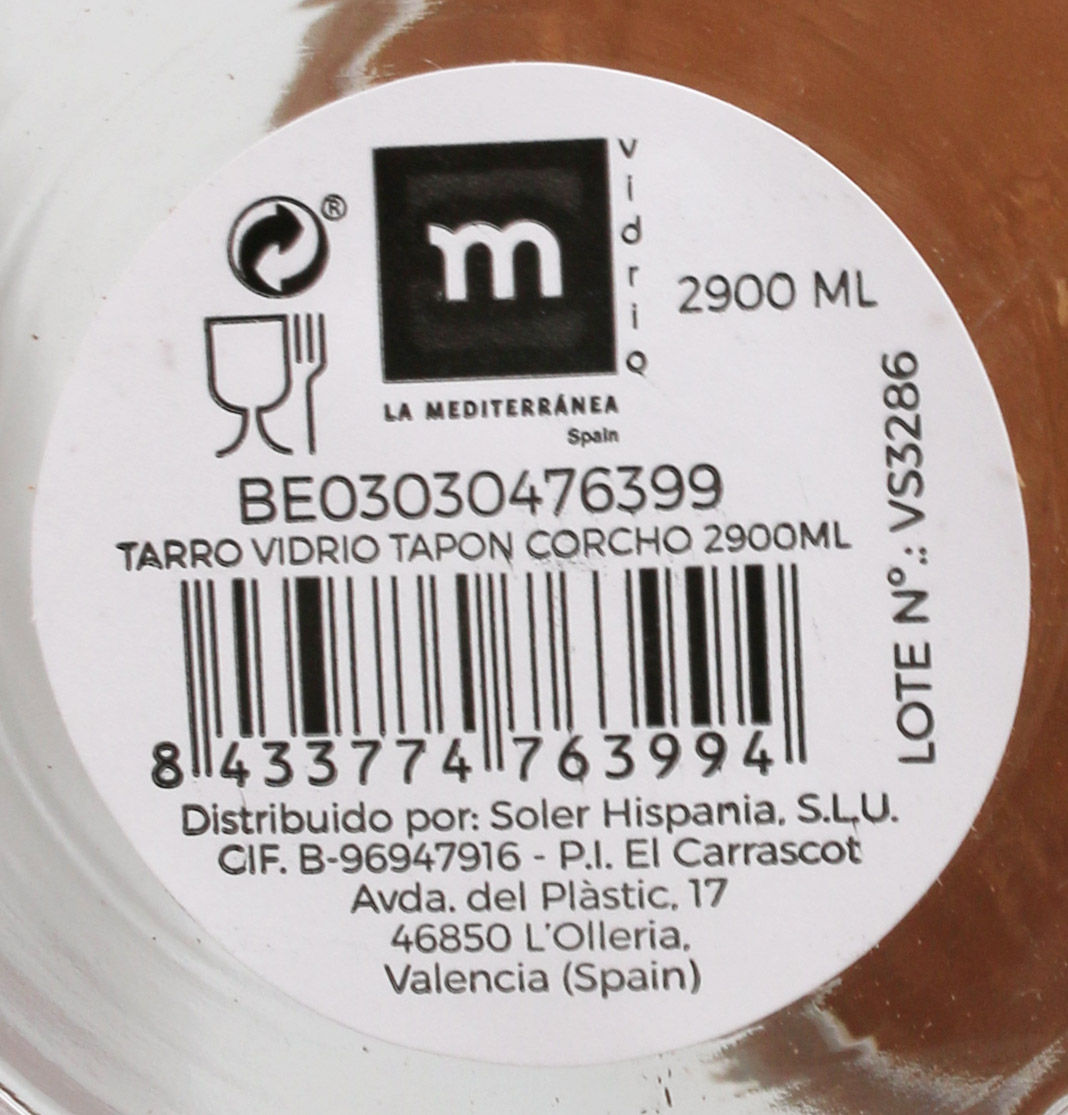 ®
m
vidrio
2900 ML
LA MEDITERRÁNEA
Spain
BE03030476399
TARRO VIDRIO TAPON CORCHO 2900ML
LOTE Nº.: VS3286
8 433774 763994
Distribuido por: Soler Hispania, S.L.U.
CIF. B-96947916 - P.I. El Carrascot
Avda. del Plàstic, 17
46850 L'Olleria,
Valencia (Spain)